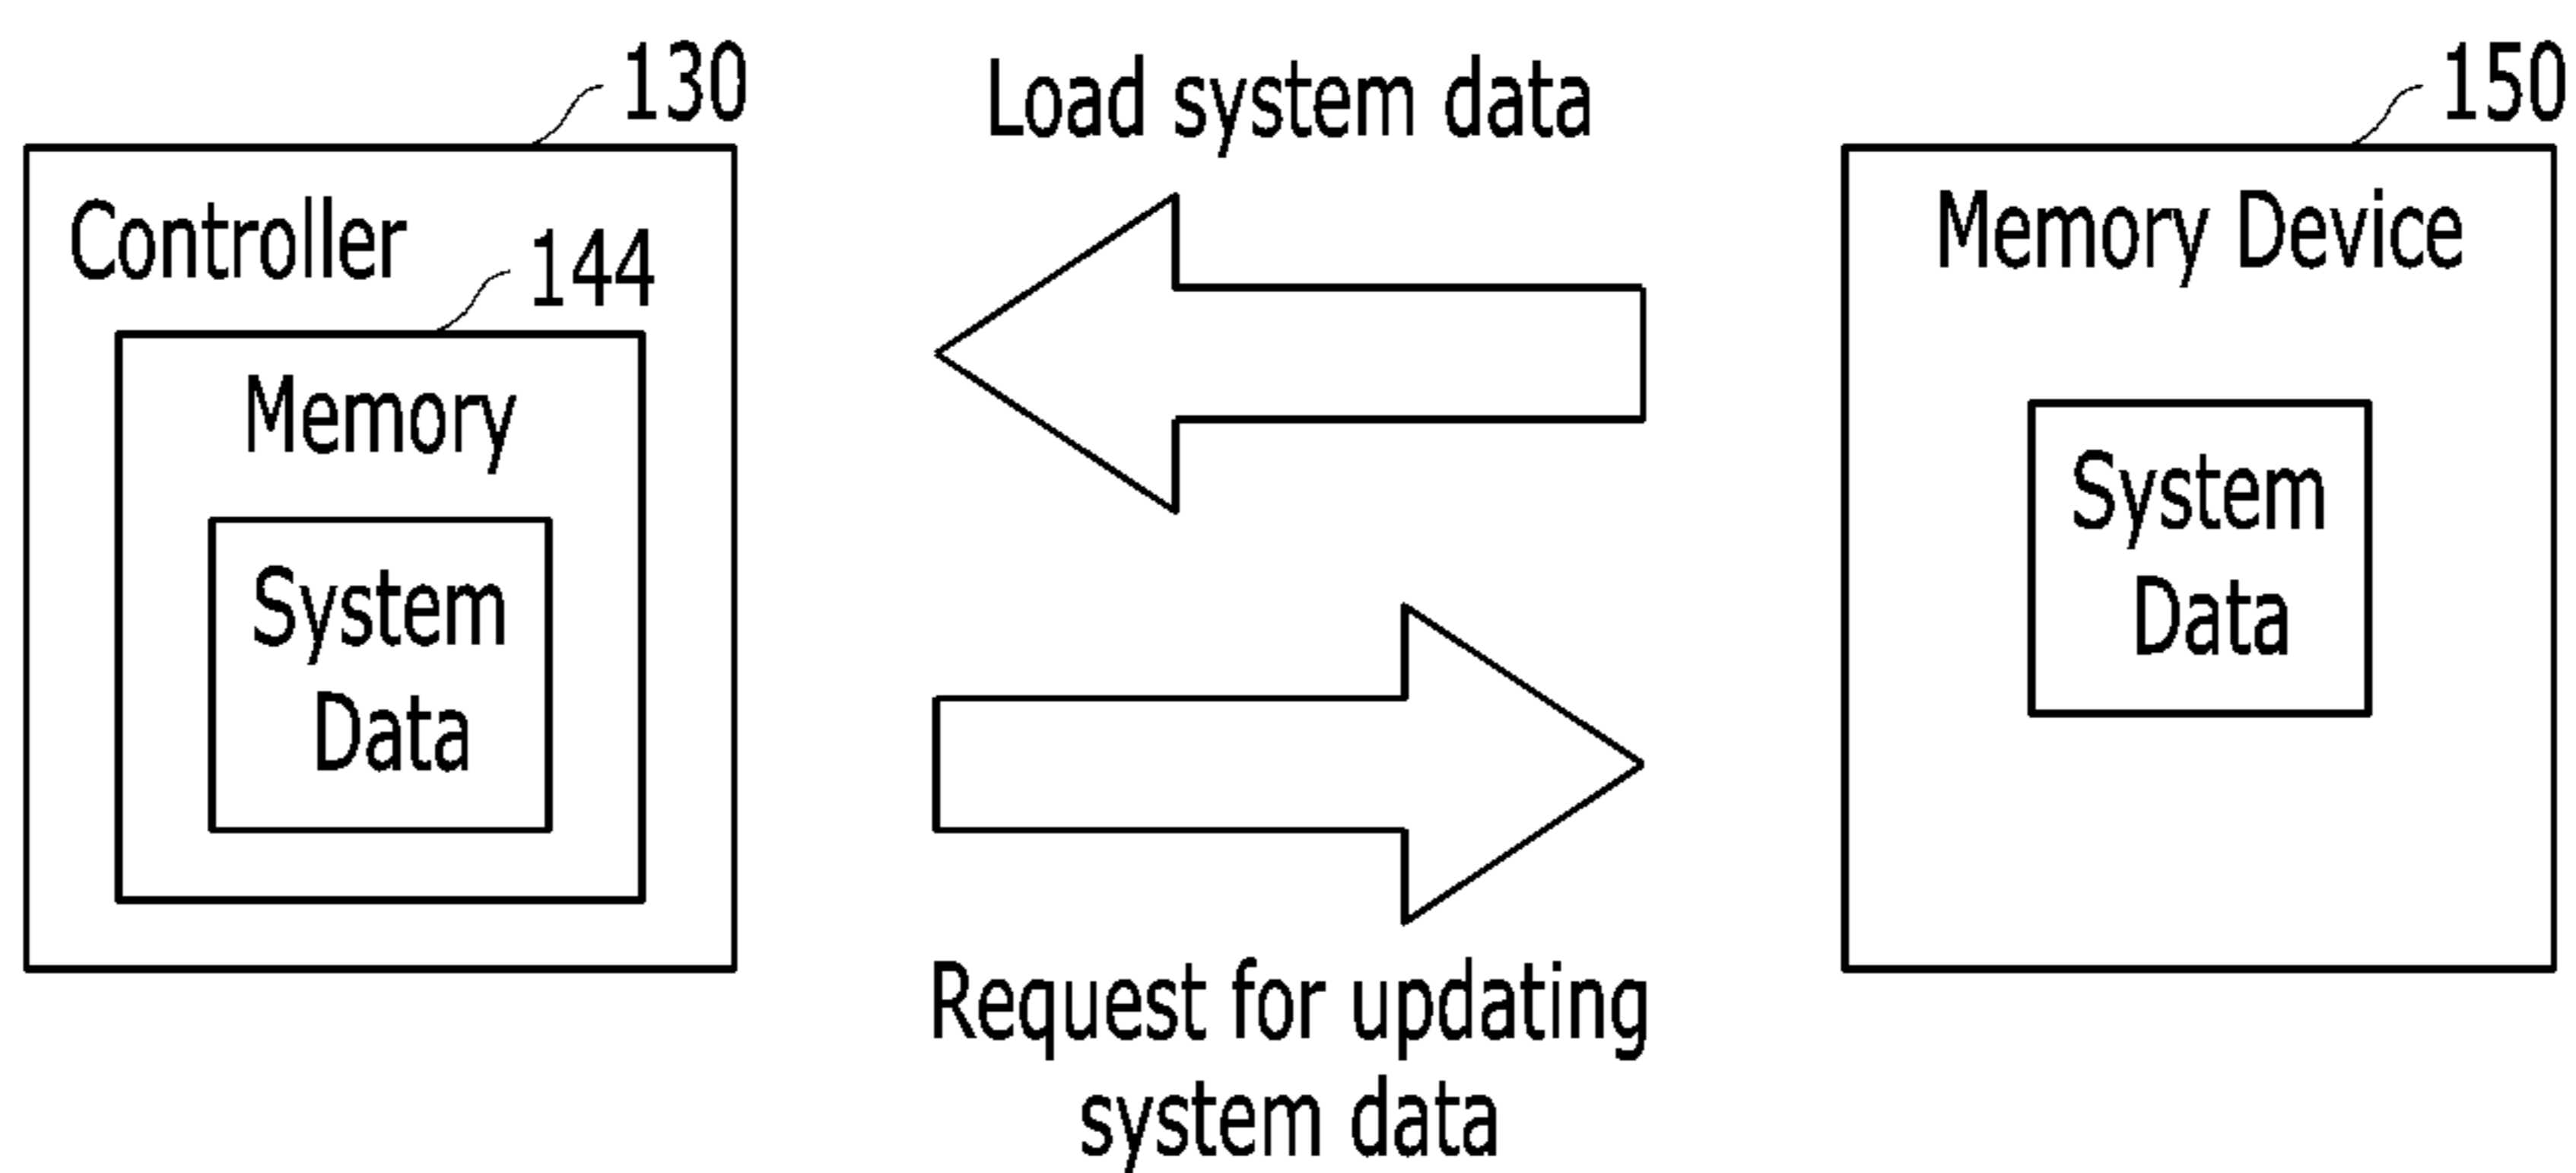 130
Controller
144
Memory
System
Data
Load system data
Request for updating
system data
150
Memory Device
System
Data